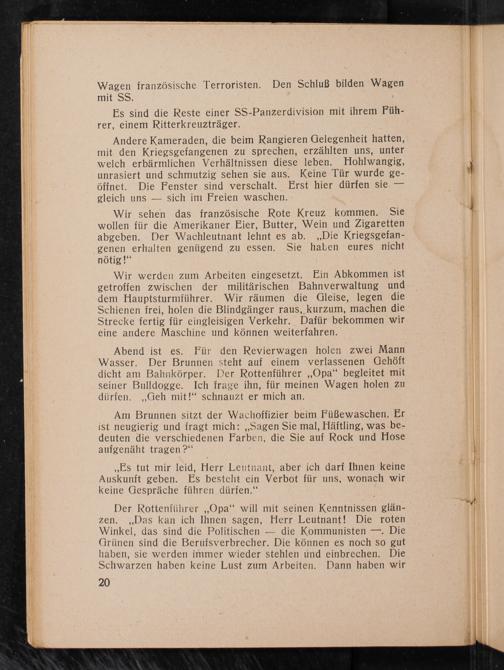 Wagen französische Terroristen. Den Schluß bilden Wagen
mit SS.
Es sind die Reste einer SS-Panzerdivision mit ihrem Füh-
rer, einem Ritterkreuzträger.
Andere Kameraden, die beim Rangieren Gelegenheit hatten,
mit den Kriegsgefangenen zu sprechen, erzählten uns, unter
welch erbärmlichen Verhältnissen diese leben. Hohlwangig,
unrasiert und schmutzig sehen sie aus. Keine Tür wurde ge-
öffnet. Die Fenster sind verschalt. Erst hier dürfen sie —
gleich uns — sich im Freien waschen.
Wir sehen das französische Rote Kreuz kommen. Sie
wollen für die Amerikaner Eier, Butter, Wein und Zigaretten
abgeben. Der Wachleutnant lehnt es ab. „Die Kriegsgefan-
genen erhalten genügend zu essen. Sie haben eures nicht
nötig!“
Wir werden zum Arbeiten eingesetzt. Ein Abkommen ist
getroffen zwischen der militärischen Bahnverwaltung und
dem Hauptsturmführer. Wir räumen die Gleise, legen die
Schienen frei, holen die Blindgänger raus, kurzum, machen die
Strecke fertig für eingleisigen Verkehr. Dafür bekommen wir
eine andere Maschine und können weiterfahren.
Abend ist es. Für den Revierwagen holen zwei Mann
Wasser. Der Brunnen steht auf einem verlassenen Gehöft
dicht am Bahnkörper. Der Rottenführer „Opa“ begleitet mit
seiner Bulldogge. Ich frage ihn, für meinen Wagen holen zu
dürfen. „Geh mit!“ schnauzt er mich an.
Am Brunnen sitzt der Wachoffizier beim Füßewaschen. Er
ist neugierig und fragt mich: „Sagen Sie mal, Häftling, was be-
deuten die verschiedenen Farben, die Sie auf Rock und Hose
aufgenäht tragen?“
„Es tut mir leid, Herr Leutnant, aber ich darf Ihnen keine
Auskunft geben. Es besteht ein Verbot für uns, wonach wir
keine Gespräche führen dürfen.“
Der Rottenführer „Opa“ will mit seinen Kenntnissen glän-
zen. „Das kan ich Ihnen sagen, Herr Leutnant! Die roten
Winkel, das sind die Politischen — die Kommunisten —. Die
Grünen sind die Berufsverbrecher. Die können es noch so gut
haben, sie werden immer wieder stehlen und einbrechen. Die
Schwarzen haben keine Lust zum Arbeiten. Dann haben wir
20